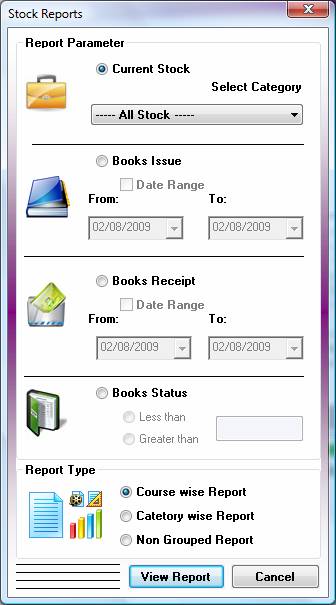 Stock Reports
Report Parameter
Current Stock
Select Category
----- All Stock -----
Books Issue
Date Range
From: To:
02/08/2009 02/08/2009
Books Receipt
Date Range
From: To:
02/08/2009 02/08/2009
Books Status
Less than
Greater than
Report Type
Course wise Report
Catetory wise Report
Non Grouped Report
View Report Cancel